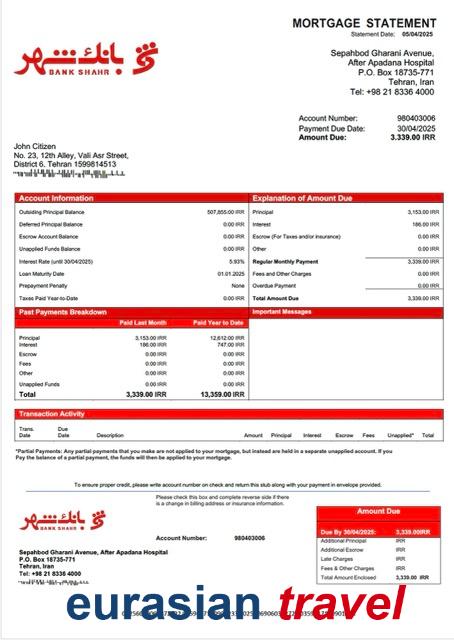 MORTGAGE STATEMENT
Statement Date: 05/04/2025
بانك شهر
BANK SHAHR
Sepahbod Gharani Avenue,
After Apadana Hospital
P.O. Box 18735-771
Tehran, Iran
Tel: +98 21 8336 4000
Account Number: 980403006
Payment Due Date: 30/04/2025
Amount Due: 3.339.00 IRR
John Citizen
No. 23, 12th Alley, Vali Asr Street,
District 6. Tehran 1599814513
Account Information
Outsiding Principal Balance 507,855.00 IRR
Deferred Principal Balance 0.00 IRR
Escrow Account Balance 0.00 IRR
Unapplied Funds Balance 0.00 IRR
Interest Rate (until 30/04/2025) 5.93%
Loan Maturity Date 01.01.2025
Prepayment Penalty None
Taxes Paid Year-to-Date 0.00 IRR
Explanation of Amount Due
Principal 3,153.00 IRR
Interest 186.00 IRR
Escrow (For Taxes and/or insurance) 0.00 IRR
Other 0.00 IRR
Regular Monthly Payment 3,339.00 IRR
Fees and Other Charges 0.00 IRR
Overdue Payment 0.00 IRR
Total Amount Due 3,339.00 IRR
Past Payments Breakdown
Paid Last Month Paid Year to Date
Principal 3,153.00 IRR 12,612.00 IRR
Interest 186.00 IRR 747.00 IRR
Escrow 0.00 IRR 0.00 IRR
Fees 0.00 IRR 0.00 IRR
Other 0.00 IRR 0.00 IRR
Unapplied Funds 0.00 IRR 0.00 IRR
Total 3,339.00 IRR 13,359.00 IRR
Important Messages
Transaction Activity
Trans. Date Due Date Description Amount Principal Interest Escrow Fees Unapplied* Total
*Partial Payments: Any partial payments that you make are not applied to your mortgage, but instead are held in a separate unapplied account. If you
Pay the balance of a partial payment, the funds will then be applied to your mortgage.
To ensure proper credit, please write account number on check and return this slub along with your payment in envelope provided.
Please check this box and complete reverse side if there
is a change in billing address or insurance information.
بانك شهر
Account Number: 980403006
Sepahbod Gharani Avenue, After Apadana Hospital
P.O. Box 18735-771
Tehran, Iran
Tel: +98 21 8336 4000
Amount Due
Due By 30/04/2025: 3,339.00IRR
Additional Principal IRR
Additional Escrow IRR
Late Charges IRR
Fees & Other Charges IRR
Total Amount Enclosed 3,339.00 IRR
eurasian travel